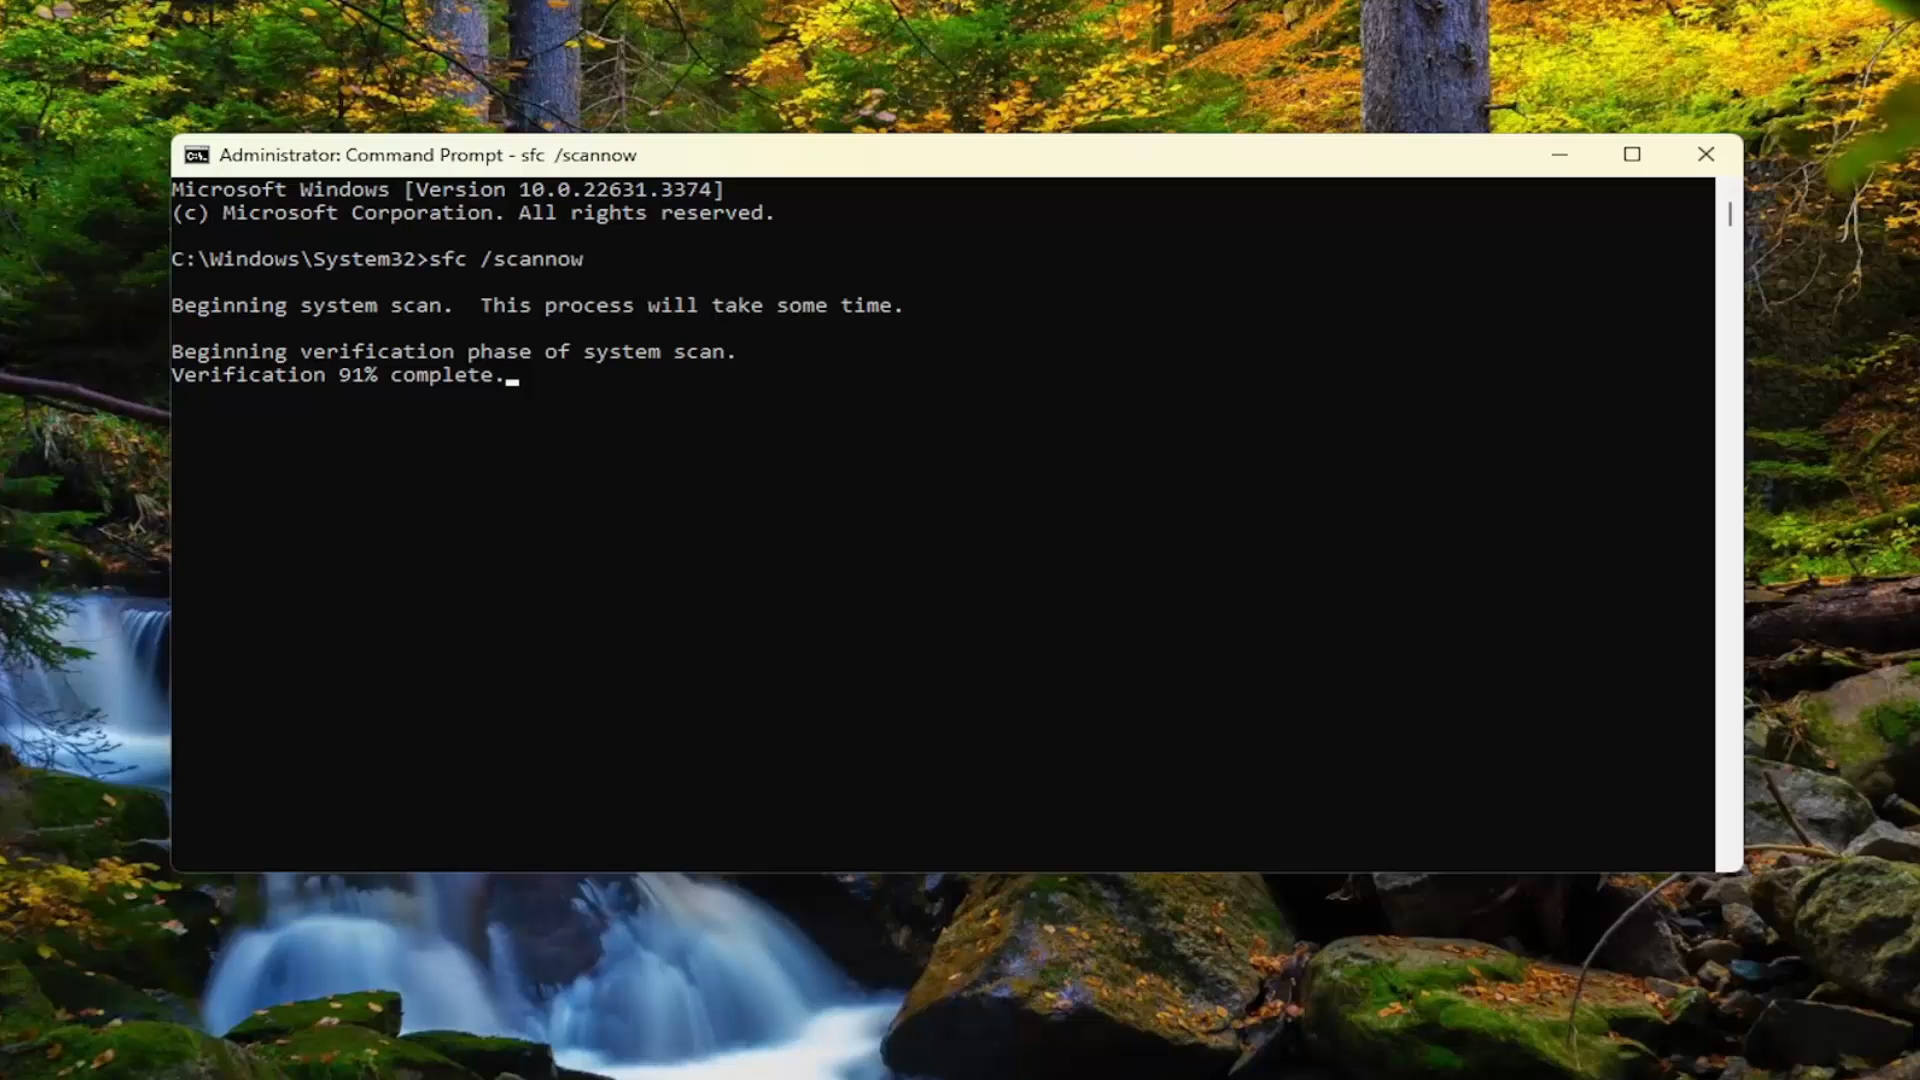 Administrator: Command Prompt - sfc  /scannow
Microsoft Windows [Version 10.0.22631.3374]
(c) Microsoft Corporation. All rights reserved.
C:\Windows\System32>sfc /scannow
Beginning system scan.  This process will take some time.
Beginning verification phase of system scan.
Verification 91% complete.